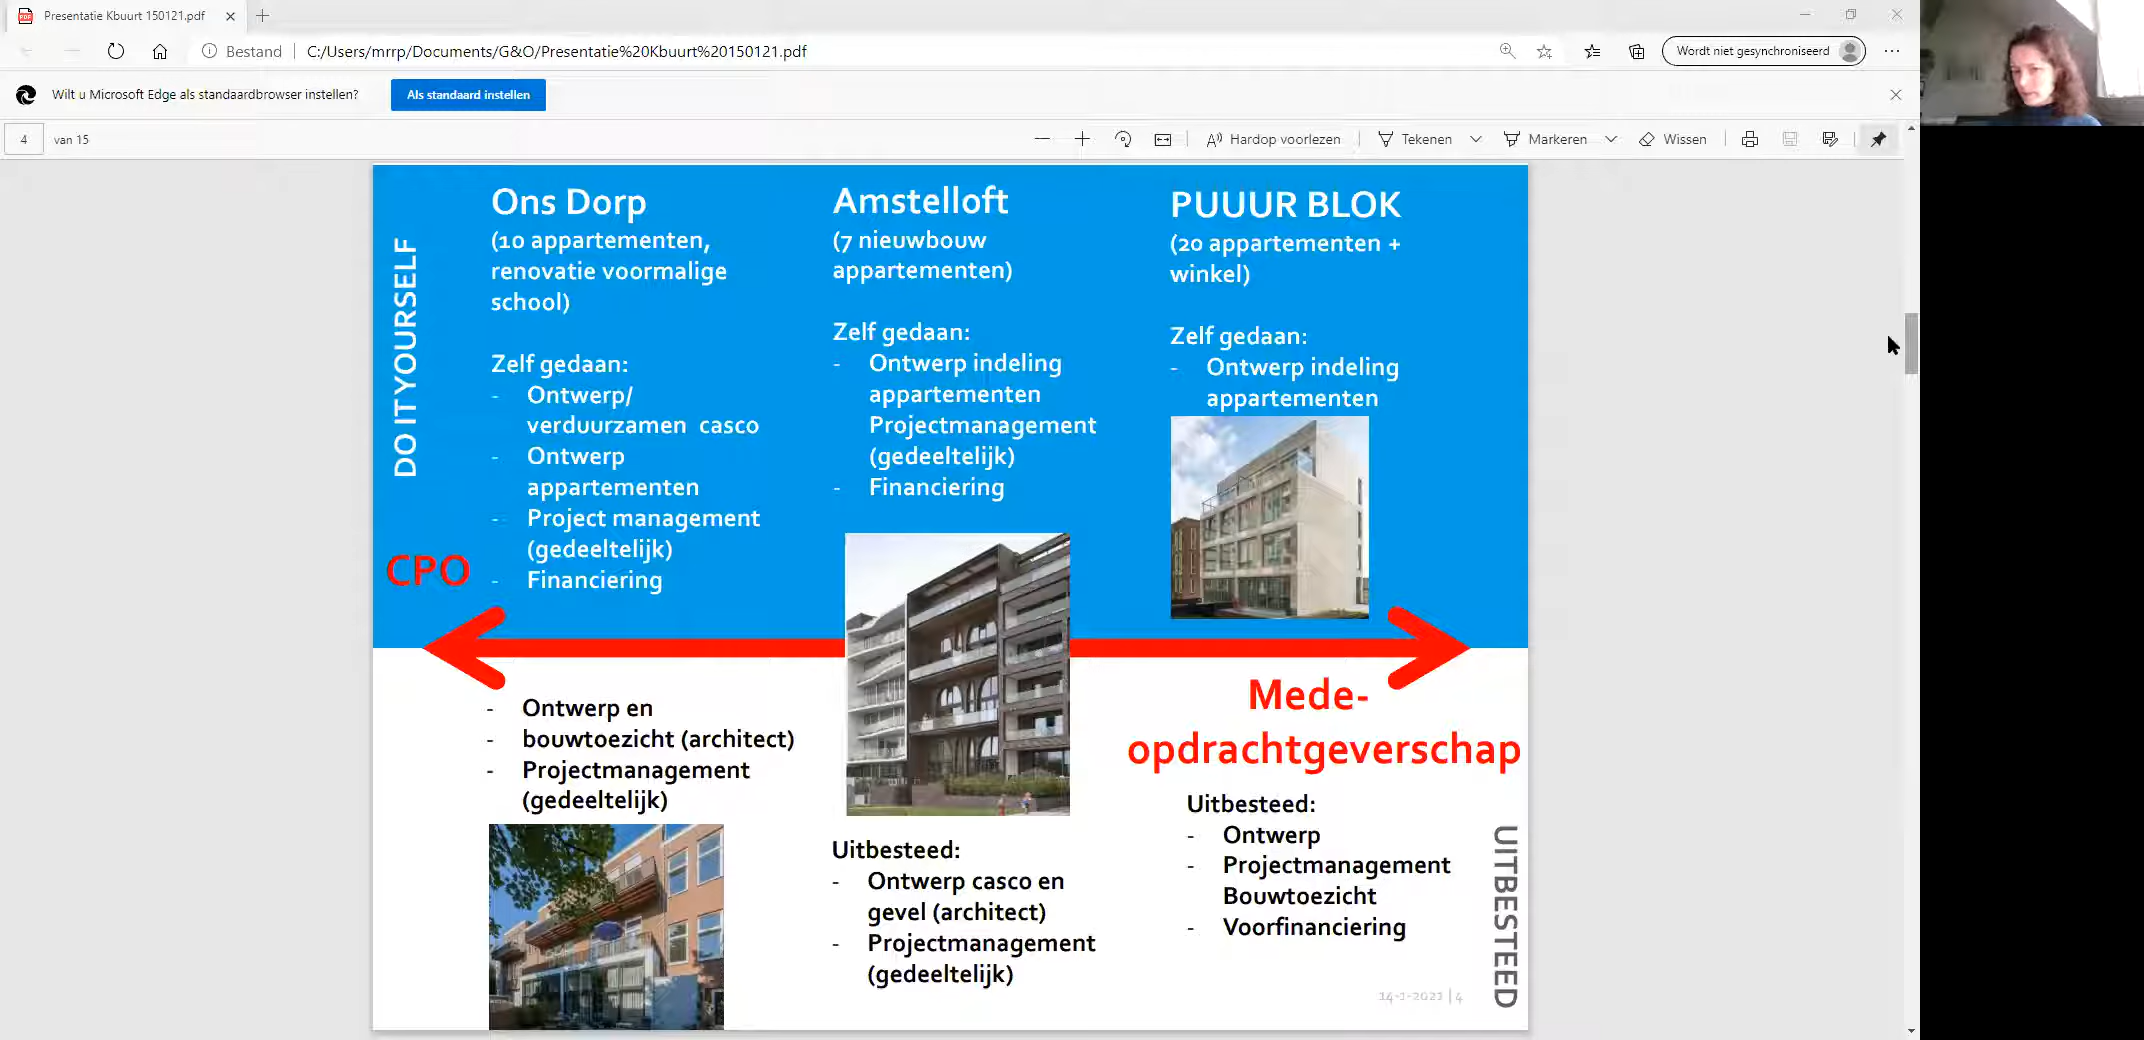 Presentatie Kbuurt 150121.pdf
Bestand
C:/Users/mrrp/Documents/G&O/Presentatie%20Kbuurt%20150121.pdf
Wordt niet gesynchroniseerd
Wilt u Microsoft Edge als standaardbrowser instellen?
Als standaard instellen
4
van 15
Hardop voorlezen
Tekenen
Markeren
Wissen
DO IT YOURSELF
Ons Dorp
(10 appartementen,
renovatie voormalige
school)
Zelf gedaan:
- Ontwerp/
verduurzamen casco
- Ontwerp
appartementen
- Project management
(gedeeltelijk)
- Financiering
Amstelloft
(7 nieuwbouw
appartementen)
Zelf gedaan:
- Ontwerp indeling
appartementen
Projectmanagement
(gedeeltelijk)
- Financiering
PUUUR BLOK
(20 appartementen +
winkel)
Zelf gedaan:
- Ontwerp indeling
appartementen
CPO
Mede-
opdrachtgeverschap
- Ontwerp en
- bouwtoezicht (architect)
- Projectmanagement
(gedeeltelijk)
Uitbesteed:
- Ontwerp casco en
gevel (architect)
- Projectmanagement
(gedeeltelijk)
Uitbesteed:
- Ontwerp
- Projectmanagement
Bouwtoezicht
- Voorfinanciering
UITBESTEED
14-1-2021 | 4